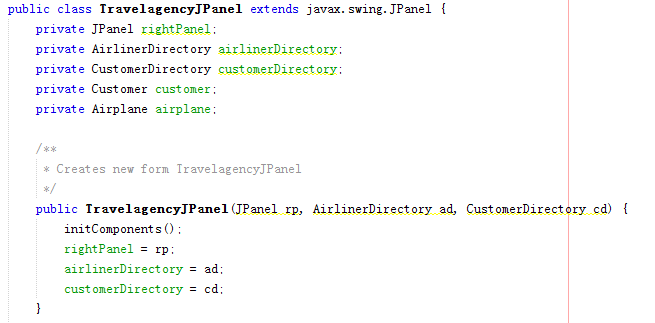 public class TravelagencyJPanel extends javax.swing.JPanel {
    private JPanel rightPanel;
    private AirlinerDirectory airlinerDirectory;
    private CustomerDirectory customerDirectory;
    private Customer customer;
    private Airplane airplane;
    /**
     * Creates new form TravelagencyJPanel
     */
    public TravelagencyJPanel(JPanel rp, AirlinerDirectory ad, CustomerDirectory cd) {
        initComponents();
        rightPanel = rp;
        airlinerDirectory = ad;
        customerDirectory = cd;
    }